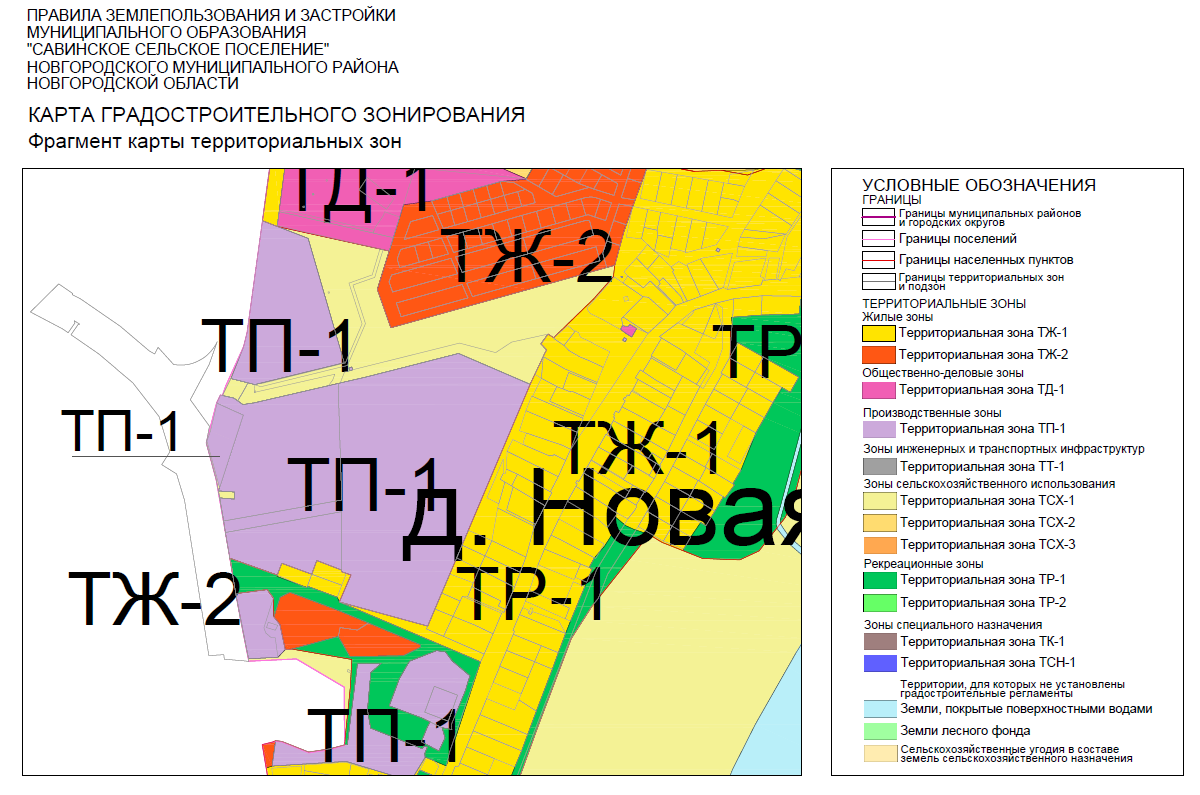 ПРАВИЛА ЗЕМЛЕПОЛЬЗОВАНИЯ И ЗАСТРОЙКИ
МУНИЦИПАЛЬНОГО ОБРАЗОВАНИЯ
"САВИНСКОЕ СЕЛЬСКОЕ ПОСЕЛЕНИЕ"
НОВГОРОДСКОГО МУНИЦИПАЛЬНОГО РАЙОНА
НОВГОРОДСКОЙ ОБЛАСТИ
КАРТА ГРАДОСТРОИТЕЛЬНОГО ЗОНИРОВАНИЯ
Фрагмент карты территориальных зон
ТД-1
ТЖ-2
ТП-1
ТР
ТП-1
ТЖ-1
ТП-1
д. Новая
ТЖ-2
ТР-1
ТП-1
УСЛОВНЫЕ ОБОЗНАЧЕНИЯ
ГРАНИЦЫ
Границы муниципальных районов
и городских округов
Границы поселений
Границы населенных пунктов
Границы территориальных зон
и подзон
ТЕРРИТОРИАЛЬНЫЕ ЗОНЫ
Жилые зоны
Территориальная зона ТЖ-1
Территориальная зона ТЖ-2
Общественно-деловые зоны
Территориальная зона ТД-1
Производственные зоны
Территориальная зона ТП-1
Зоны инженерных и транспортных инфраструктур
Территориальная зона ТТ-1
Зоны сельскохозяйственного использования
Территориальная зона ТСХ-1
Территориальная зона ТСХ-2
Территориальная зона ТСХ-3
Рекреационные зоны
Территориальная зона ТР-1
Территориальная зона ТР-2
Зоны специального назначения
Территориальная зона ТК-1
Территориальная зона ТСН-1
Территории, для которых не установлены
градостроительные регламенты
Земли, покрытые поверхностными водами
Земли лесного фонда
Сельскохозяйственные угодия в составе
земель сельскохозяйственного назначения